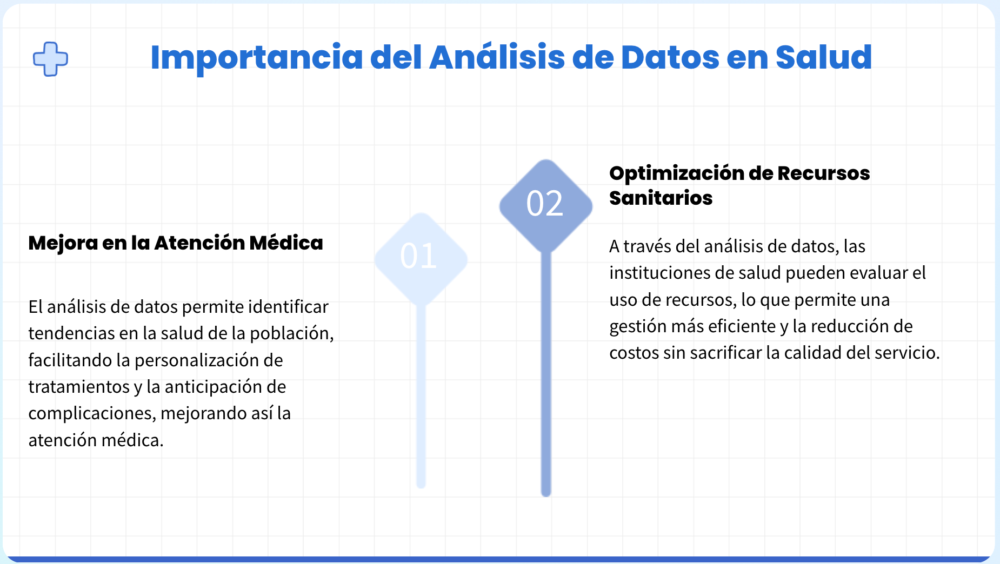 Importancia del Análisis de Datos en Salud
01
Mejora en la Atención Médica
El análisis de datos permite identificar
tendencias en la salud de la población,
facilitando la personalización de
tratamientos y la anticipación de
complicaciones, mejorando así la
atención médica.
02
Optimización de Recursos
Sanitarios
A través del análisis de datos, las
instituciones de salud pueden evaluar el
uso de recursos, lo que permite una
gestión más eficiente y la reducción de
costos sin sacrificar la calidad del servicio.